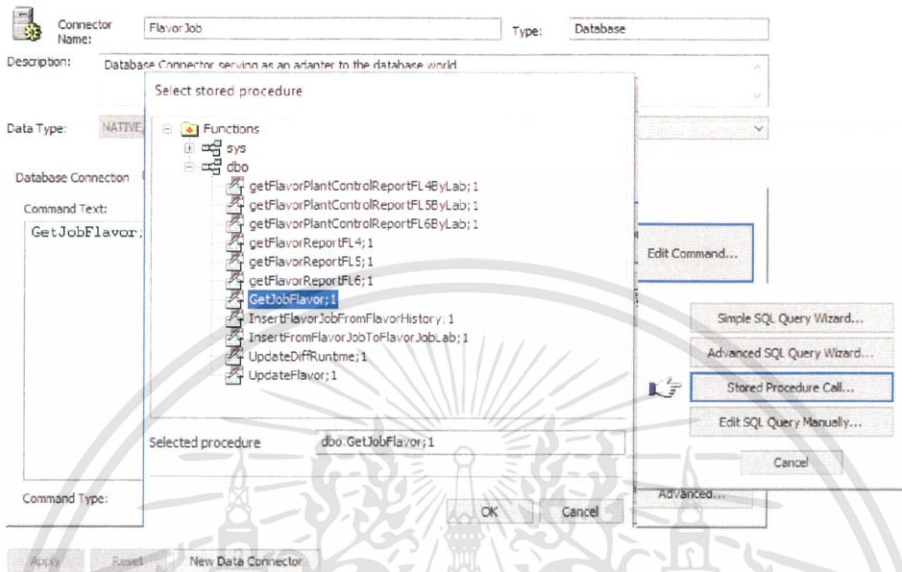 Connector Name:
FlavorJob
Type:
Database
Description:
Database Connector serving as an adapter to the database world
Select stored procedure
Data Type:
NATIVE
Functions
sys
dbo
getFlavorPlantControlReportFL4ByLab;1
getFlavorPlantControlReportFL5ByLab;1
getFlavorPlantControlReportFL6ByLab;1
getFlavorReportFL4;1
getFlavorReportFL5;1
getFlavorReportFL6;1
GetJobFlavor;1
InsertFlavorJobFromFlavorHistory;1
InsertFromFlavorJobToFlavorJobLab;1
UpdateDiffRuntme;1
UpdateFlavor;1
Database Connection
Command Text:
GetJobFlavor;
Edit Command...
Simple SQL Query Wizard...
Advanced SQL Query Wizard...
Stored Procedure Call...
Edit SQL Query Manually...
Cancel
Selected procedure
dbo.GetJobFlavor;1
Command Type:
OK
Cancel
Advanced...
Apply
Reset
New Data Connector